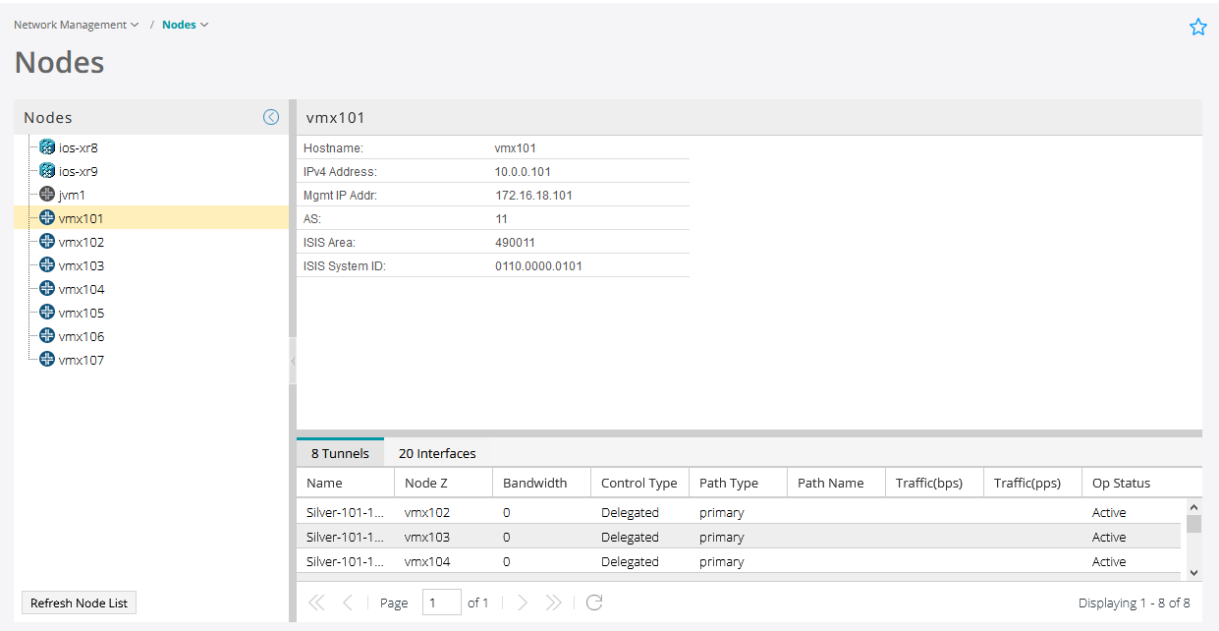 Network Management / Nodes
Nodes
Nodes
ios-xr8
ios-xr9
jvm1
vmx101
vmx102
vmx103
vmx104
vmx105
vmx106
vmx107
Refresh Node List
vmx101
Hostname: vmx101
IPv4 Address: 10.0.0.101
Mgmt IP Addr: 172.16.18.101
AS: 11
ISIS Area: 490011
ISIS System ID: 0110.0000.0101
8 Tunnels 20 Interfaces
Name Node Z Bandwidth Control Type Path Type Path Name Traffic(bps) Traffic(pps) Op Status
Silver-101-1... vmx102 0 Delegated primary Active
Silver-101-1... vmx103 0 Delegated primary Active
Silver-101-1... vmx104 0 Delegated primary Active
Page 1 of 1 Displaying 1 - 8 of 8